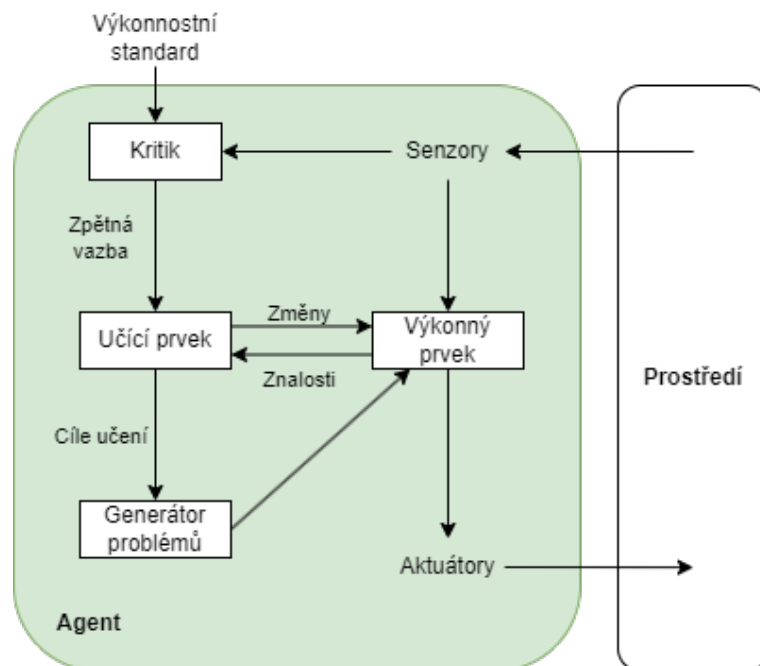 Výkonnostní
standard
Kritik
Senzory
Zpětná
vazba
Změny
Učící prvek
Výkonný
prvek
Znalosti
Prostředí
Cíle učení
Generátor
problémů
Aktuátory
Agent